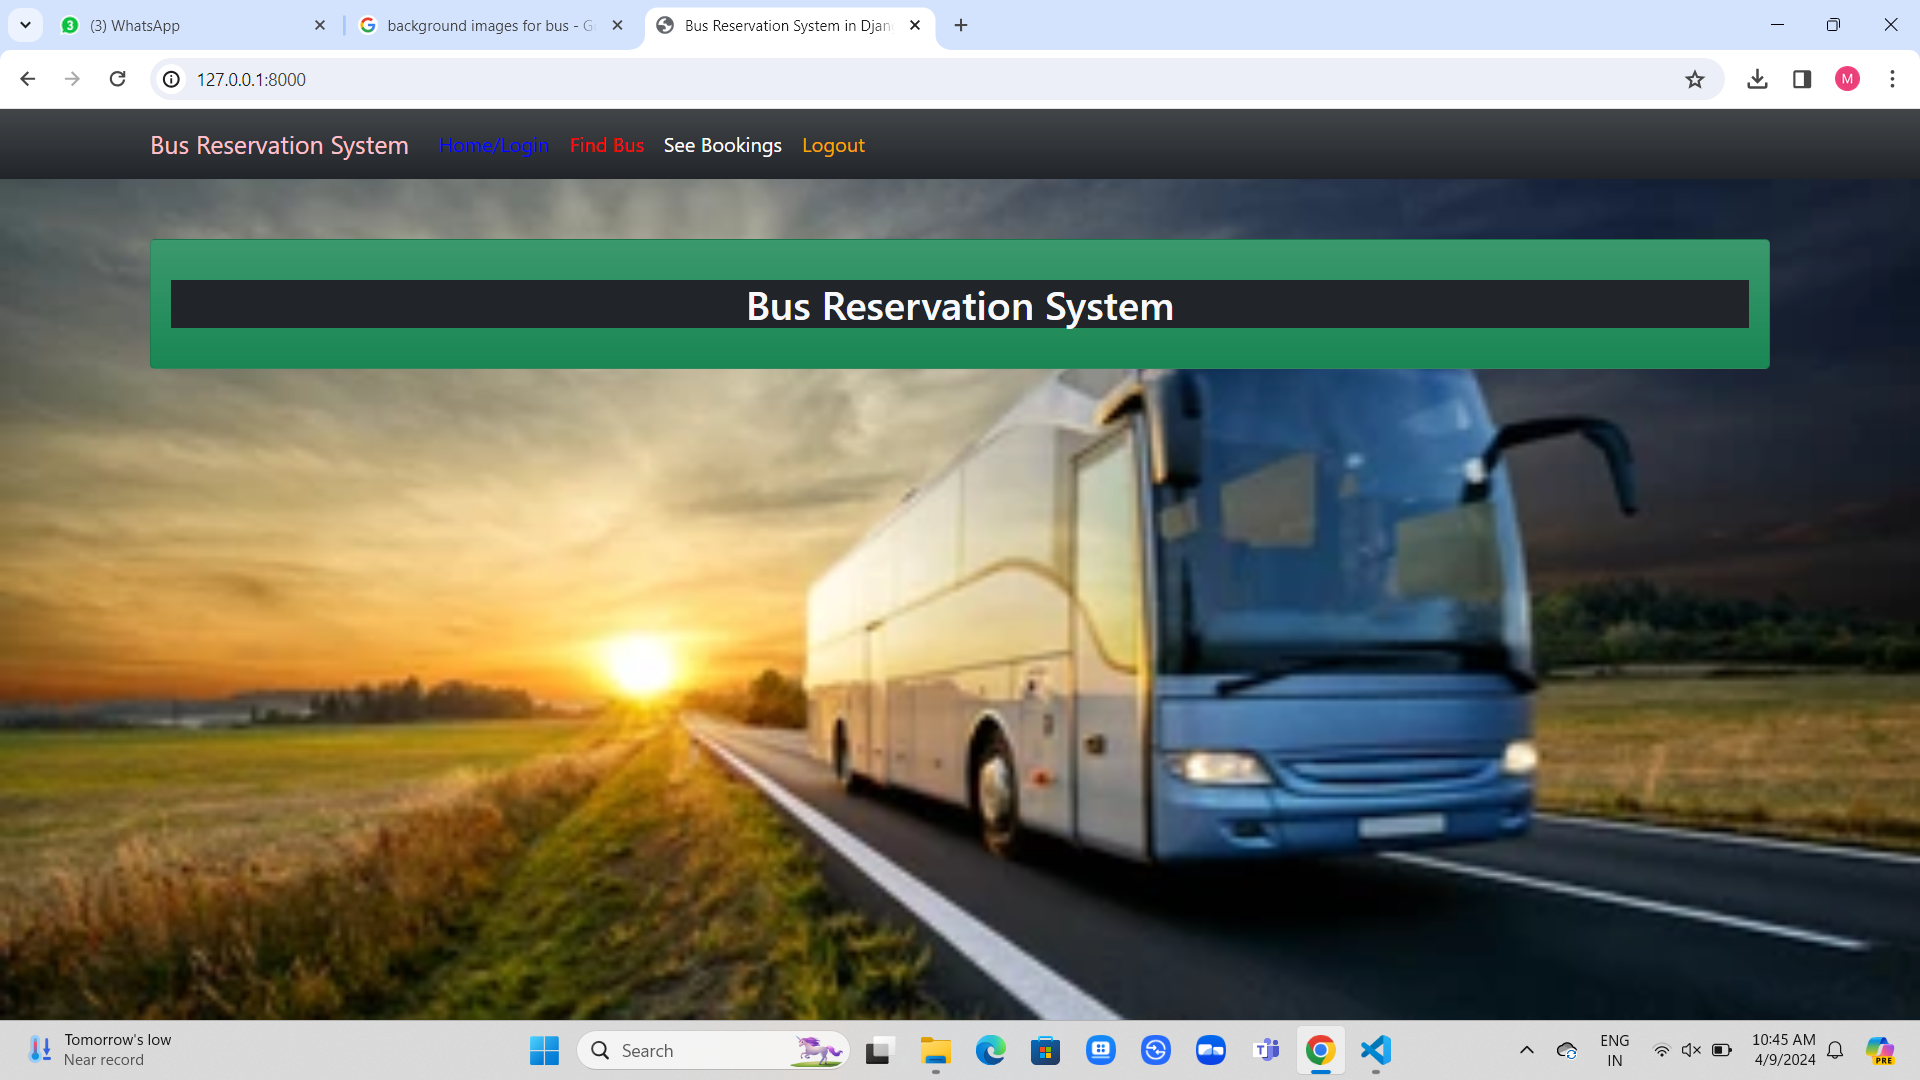 3
(3) WhatsApp
background images for bus - G
Bus Reservation System in Djan
127.0.0.1:8000
M
Bus Reservation System Home/Login Find Bus See Bookings Logout
Bus Reservation System
Tomorrow's low
Near record
Search
T
PRE
ENG
IN
10:45 AM
4/9/2024